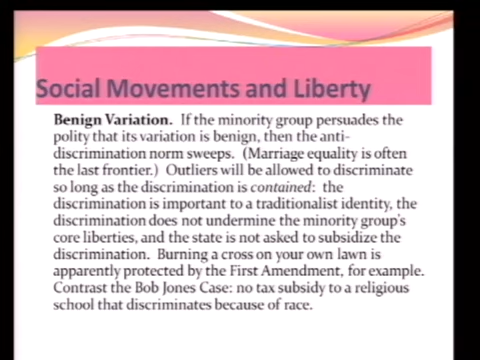 Social Movements and Liberty
Benign Variation. If the minority group persuades the
polity that its variation is benign, then the anti-
discrimination norm sweeps. (Marriage equality is often
the last frontier.) Outliers will be allowed to discriminate
so long as the discrimination is contained: the
discrimination is important to a traditionalist identity, the
discrimination does not undermine the minority group's
core liberties, and the state is not asked to subsidize the
discrimination. Burning a cross on your own lawn is
apparently protected by the First Amendment, for example.
Contrast the Bob Jones Case: no tax subsidy to a religious
school that discriminates because of race.